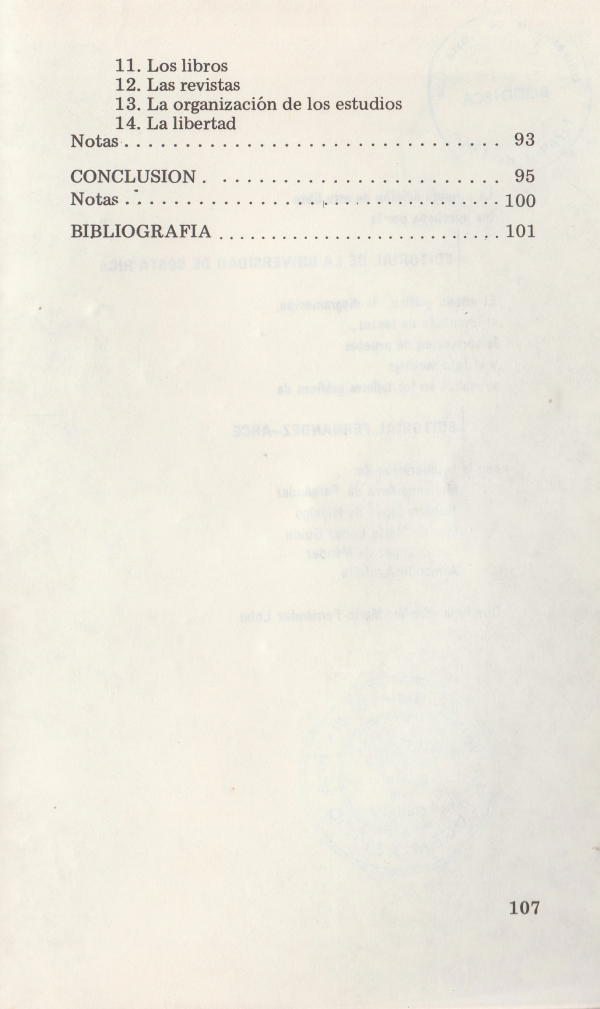 11. Los libros
12. Las revistas
13. La organización de los estudios
14. La libertad
Notas . . . . . . . . . . . . . . . . . . . . . . . . . . . . . . . 93
CONCLUSION . . . . . . . . . . . . . . . . . . . . . . . . 95
Notas . . . . . . . . . . . . . . . . . . . . . . . . . . . . . . . 100
BIBLIOGRAFIA . . . . . . . . . . . . . . . . . . . . . . . . 101
107